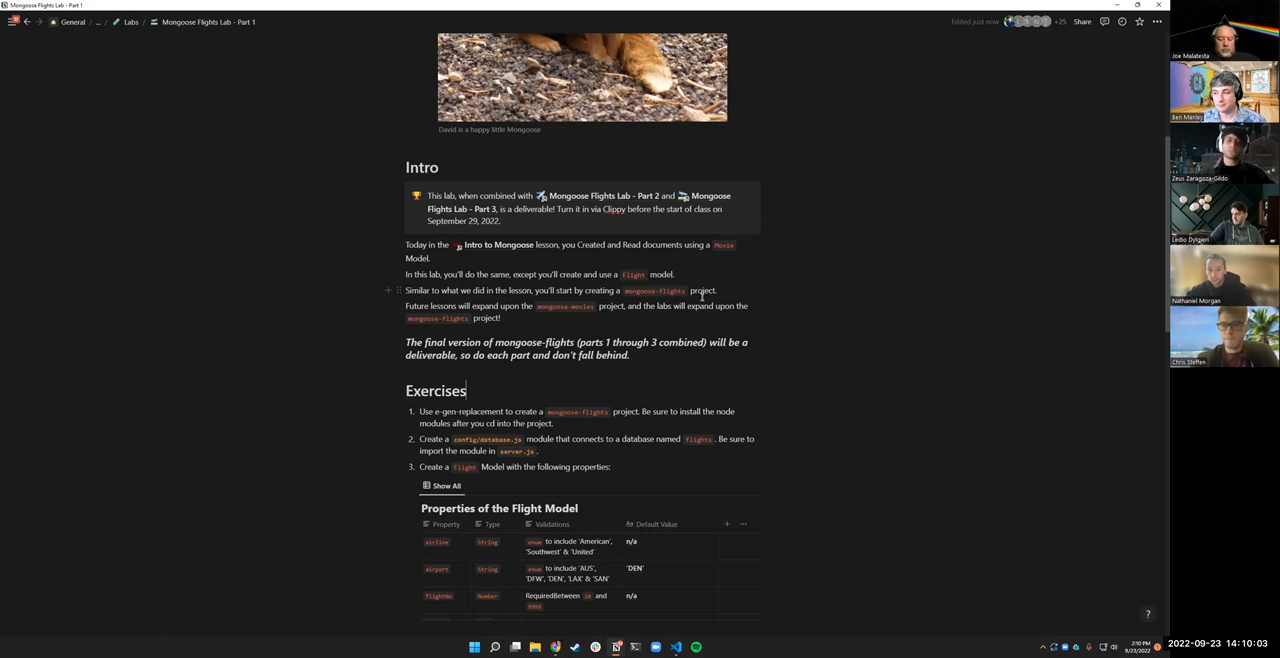 Mongoose Flights Lab - Part 1
General / ... / Labs / Mongoose Flights Lab - Part 1
Edited just now +25 Share
David is a happy little Mongoose
Intro
This lab, when combined with Mongoose Flights Lab - Part 2 and Mongoose
Flights Lab - Part 3, is a deliverable! Turn it in via Clippy before the start of class on
September 29, 2022.
Today in the Intro to Mongoose lesson, you Created and Read documents using a Movie
Model.
In this lab, you'll do the same, except you'll create and use a Flight model.
Similar to what we did in the lesson, you'll start by creating a mongoose-flights project.
Future lessons will expand upon the mongoose-movies project, and the labs will expand upon the
mongoose-flights project!
The final version of mongoose-flights (parts 1 through 3 combined) will be a
deliverable, so do each part and don't fall behind.
Exercises
1. Use e-gen-replacement to create a mongoose-flights project. Be sure to install the node
modules after you cd into the project.
2. Create a config/database.js module that connects to a database named flights. Be sure to
import the module in server.js.
3. Create a Flight Model with the following properties:
Show All
Properties of the Flight Model
Property Type Validations Default Value
airline String enum to include 'American', n/a
'Southwest' & 'United'
airport String enum to include 'AUS', 'DEN'
'DFW', 'DEN', 'LAX' & 'SAN'
flightNo Number RequiredBetween 10 and n/a
9999
?
2:10 PM
9/23/2022
Joe Malatesta
Ben Manley
Zeus Zaragoza-Gildo
Ledio Dylgjeri
Nathaniel Morgan
Chris Steffen
2022-09-23 14:10:03